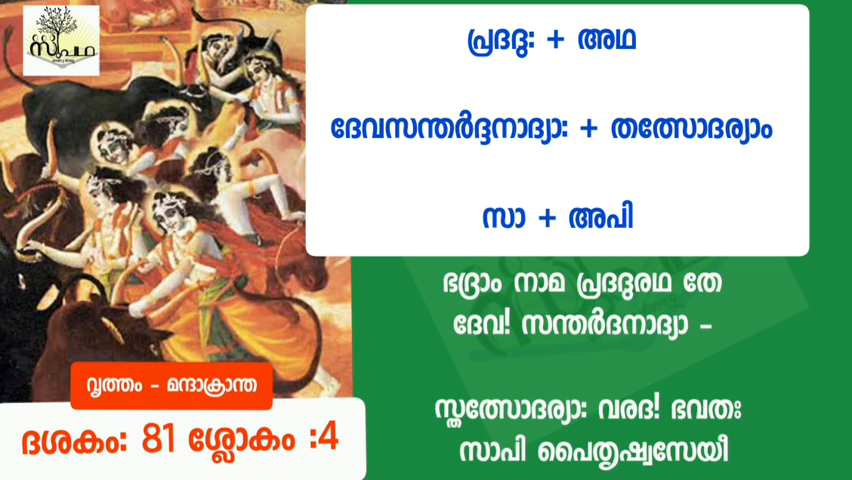 സുപഥ
പ്രദദു: + അഥ
ദേവസന്തർദ്ദനാദ്യാ: + തത്സോദര്യാം
സാ + അപി
ഭദ്രാം നാമ പ്രദദുരഥ തേ
ദേവ! സന്തർദനാദ്യാ –
സ്തത്സോദര്യാ: വരദ! ഭവതഃ
സാപി പൈതൃഷ്വസേയീ
വൃത്തം - മന്ദാക്രാന്ത
ദശകം: 81 ശ്ലോകം :4